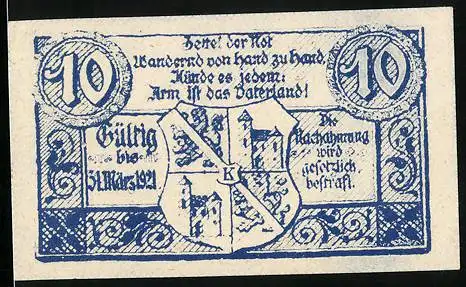 Zettel der Not
Wandernd von Hand zu Hand,
Künde es jedem:
Arm ist das Vaterland!
10
10
Gültig
bis
31. März 1921
Die
Nachahmung
wird
gesetzlich
bestraft.
K